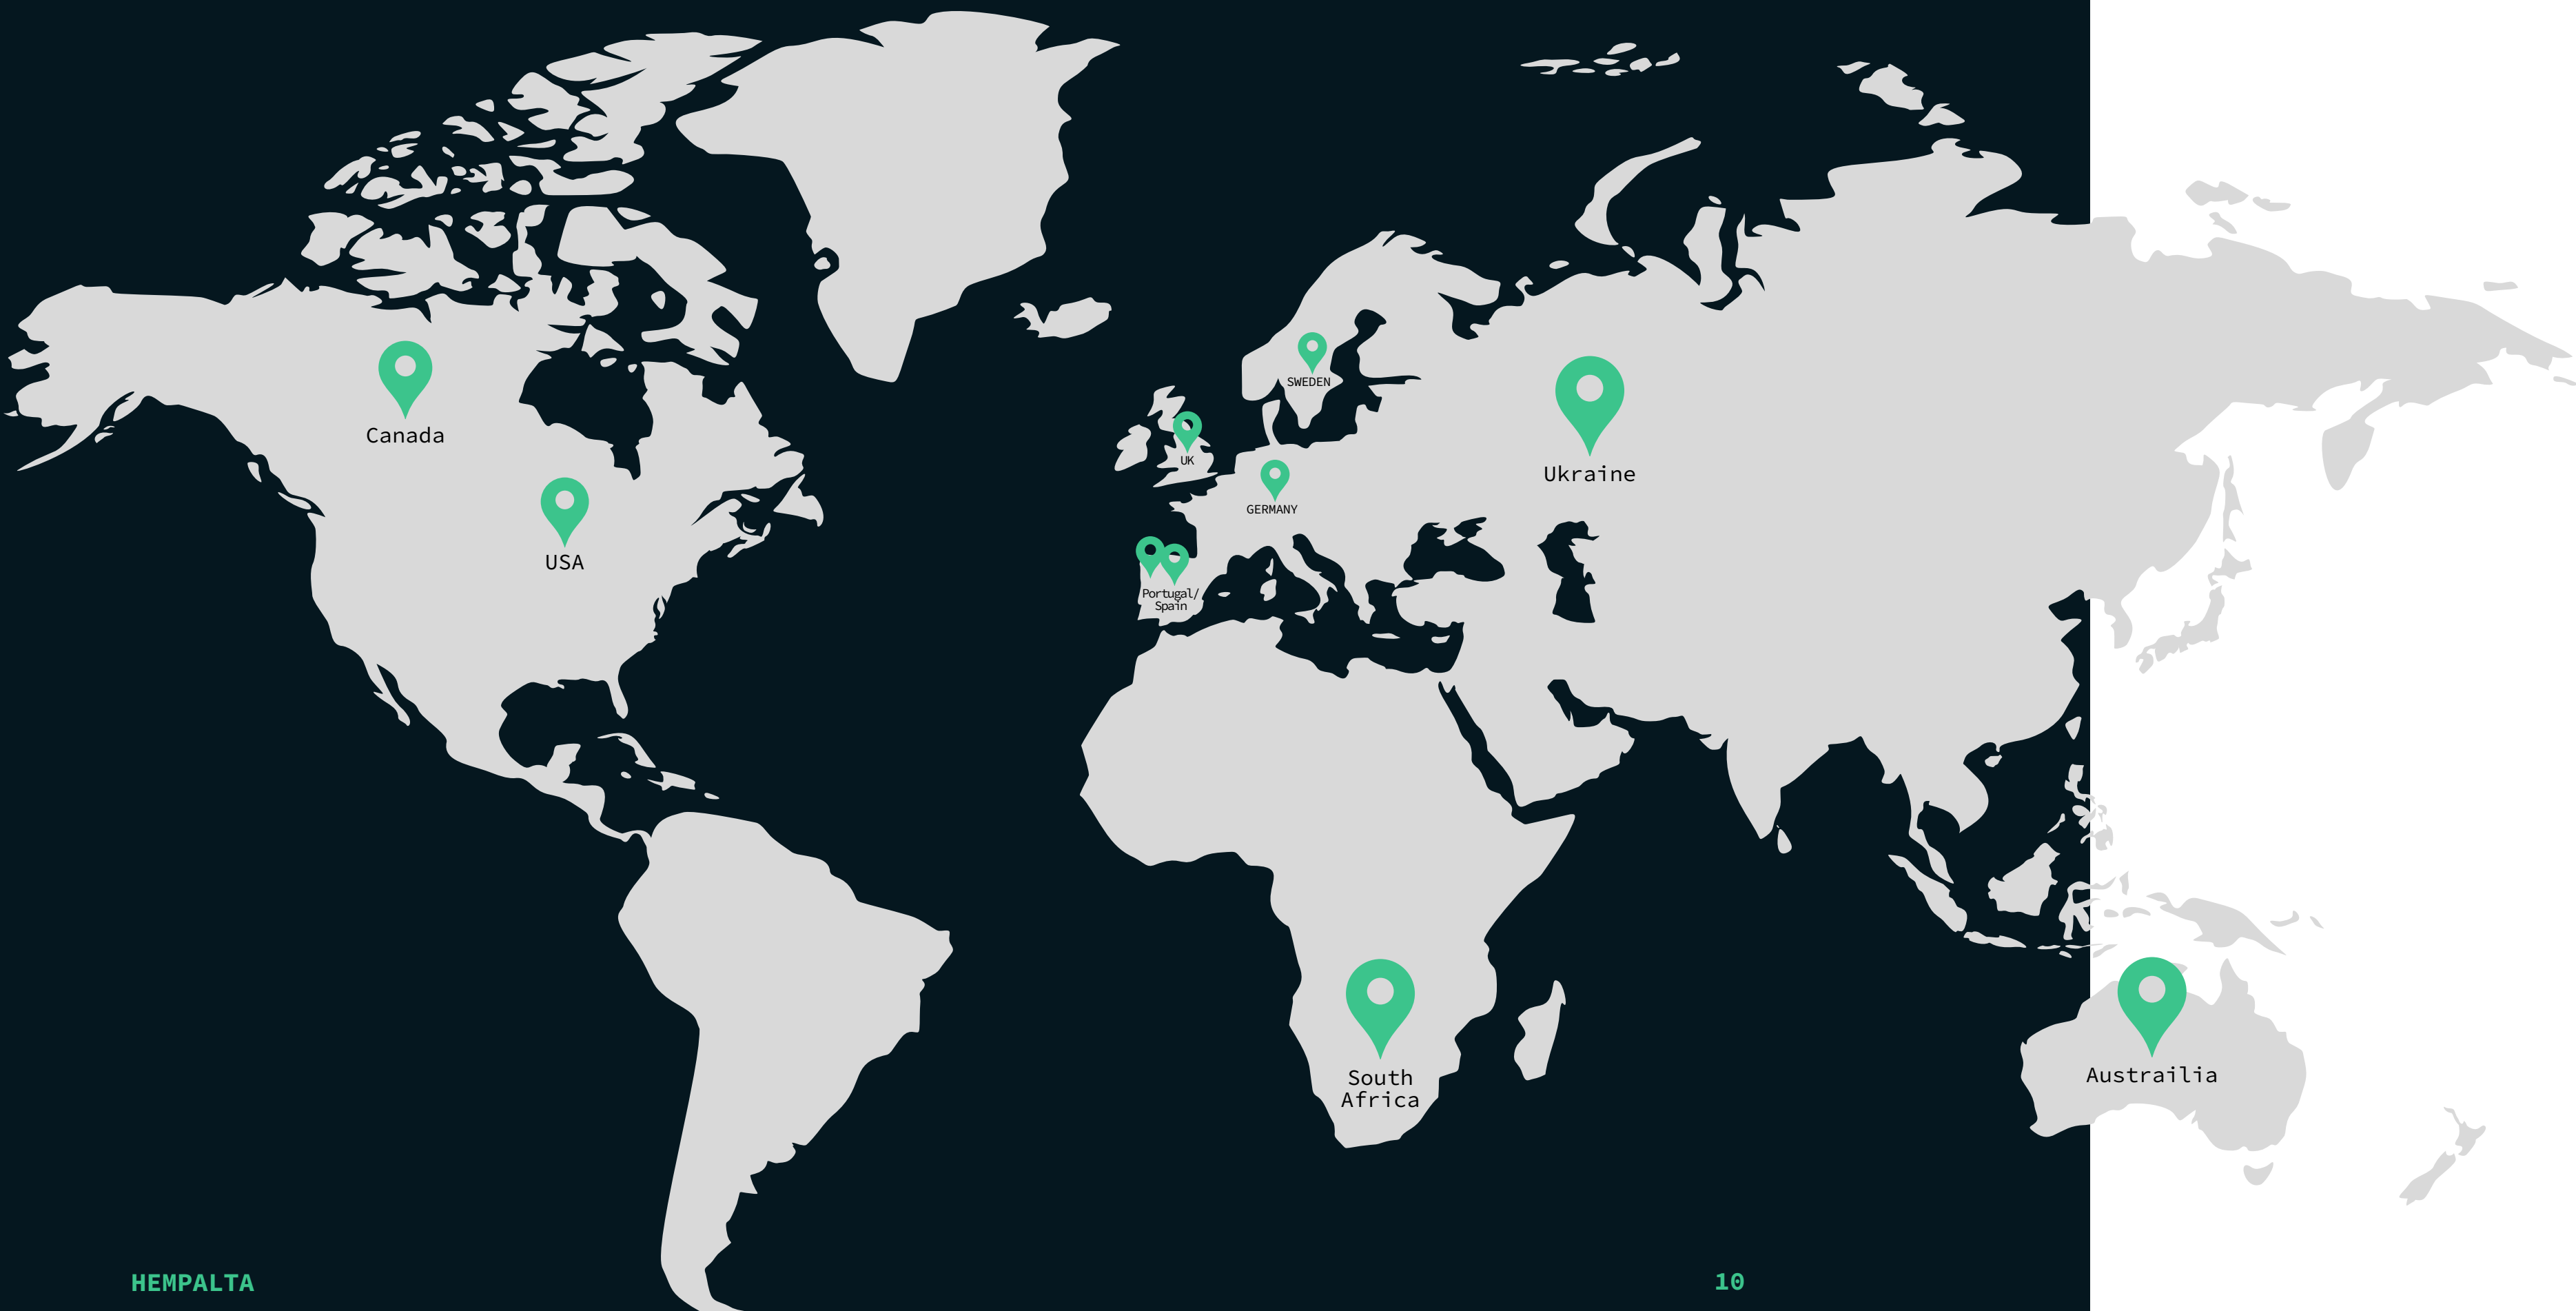 SWEDEN
Canada
UK
Ukraine
GERMANY
USA
Portugal/
Spain
South
Africa
Austrailia
HEMPALTA
10